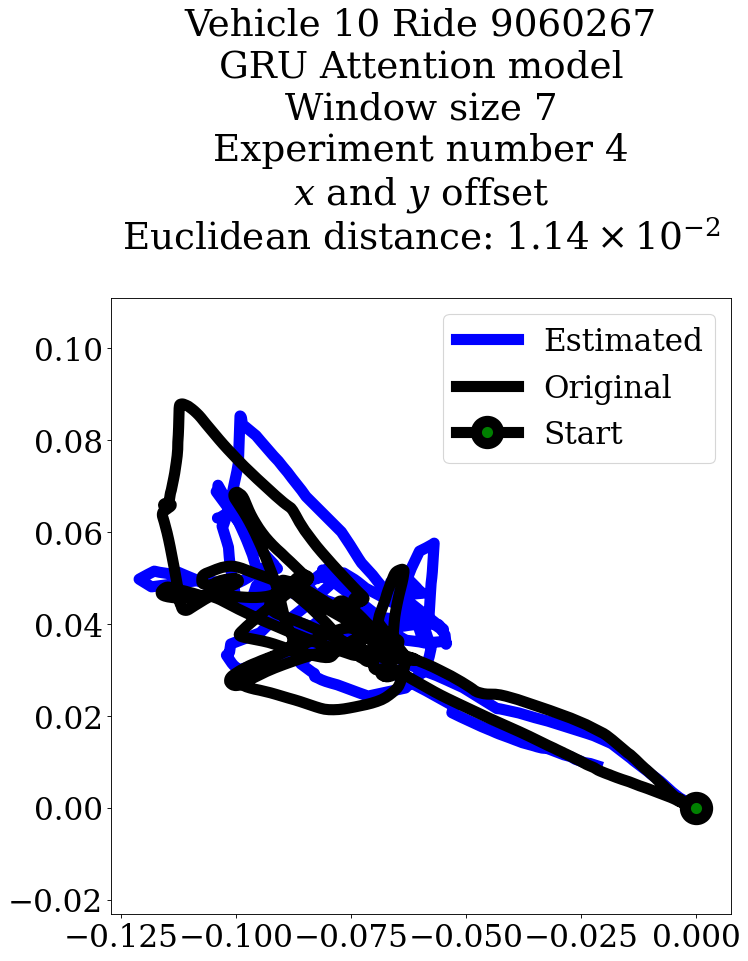 Vehicle 10 Ride 9060267
GRU Attention model
Window size 7
Experiment number 4
x and y offset
Euclidean distance: 1.14 × 10⁻²
Estimated
Original
Start
0.10
0.08
0.06
0.04
0.02
0.00
−0.02
−0.125 −0.100 −0.075 −0.050 −0.025 0.000